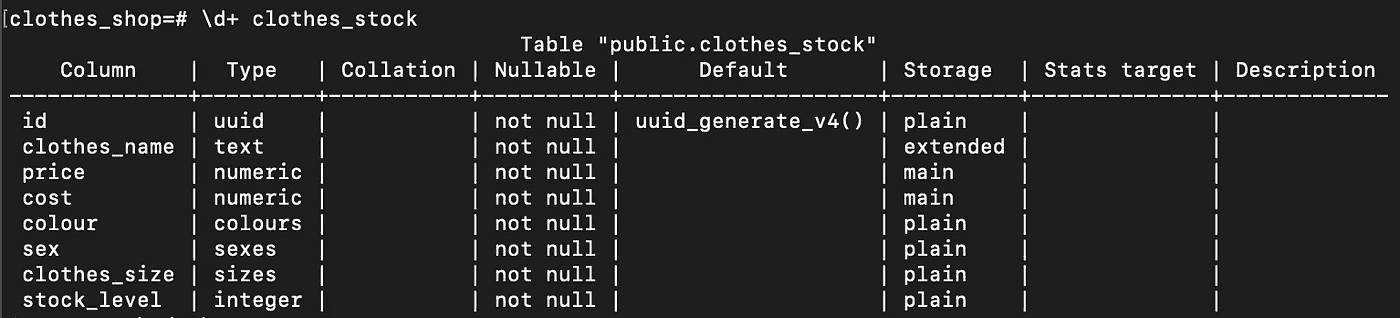 [clothes_shop=# \d+ clothes_stock
Table "public.clothes_stock"
Column | Type | Collation | Nullable | Default | Storage | Stats target | Description
--------------+----------+-----------+----------+--------------------+----------+--------------+-------------
id | uuid | | not null | uuid_generate_v4() | plain | |
clothes_name | text | | not null | | extended | |
price | numeric | | not null | | main | |
cost | numeric | | not null | | main | |
colour | colours | | not null | | plain | |
sex | sexes | | not null | | plain | |
clothes_size | sizes | | not null | | plain | |
stock_level | integer | | not null | | plain | |